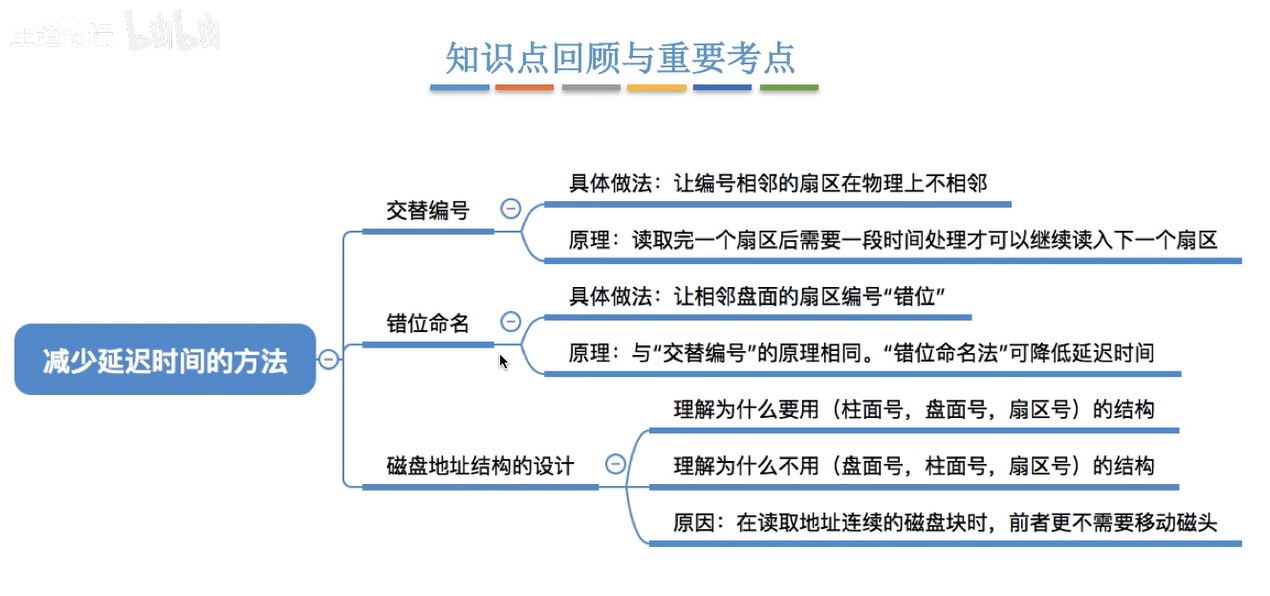 王道论坛 bilibili
知识点回顾与重要考点
减少延迟时间的方法
交替编号
具体做法：让编号相邻的扇区在物理上不相邻
原理：读取完一个扇区后需要一段时间处理才可以继续读入下一个扇区
错位命名
具体做法：让相邻盘面的扇区编号“错位”
原理：与“交替编号”的原理相同。“错位命名法”可降低延迟时间
磁盘地址结构的设计
理解为什么要用（柱面号，盘面号，扇区号）的结构
理解为什么不用（盘面号，柱面号，扇区号）的结构
原因：在读取地址连续的磁盘块时，前者更不需要移动磁头